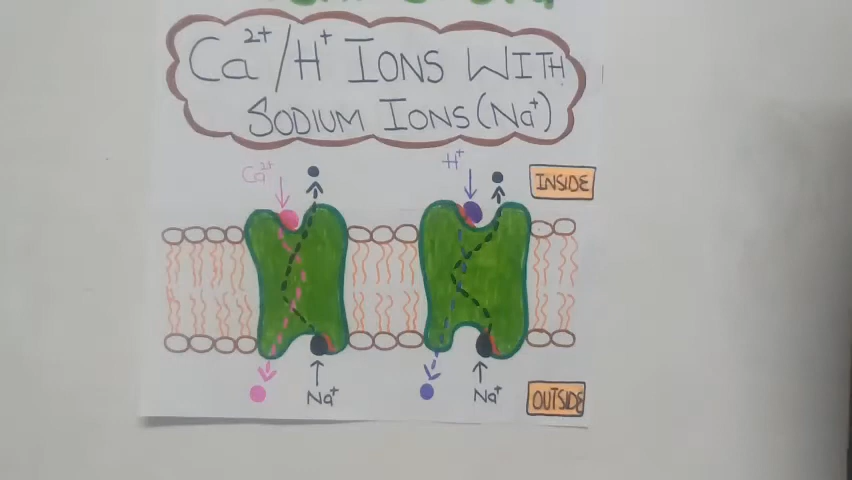 Ca²⁺/H⁺ IONS WITH
SODIUM IONS (Na⁺)
Ca²⁺
H⁺
INSIDE
Na⁺
Na⁺
OUTSIDE